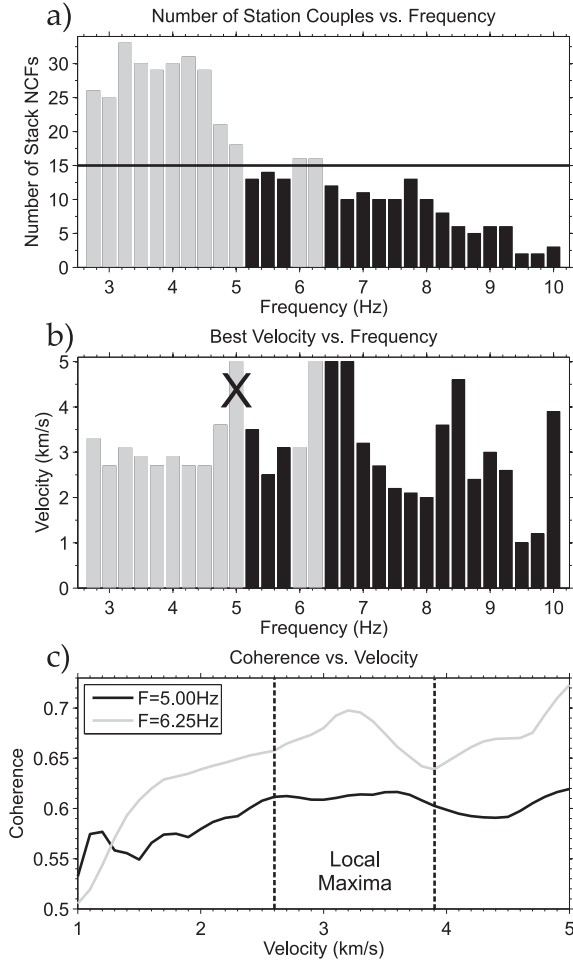 a)
Number of Station Couples vs. Frequency
Number of Stack NCFs
30
25
20
15
10
5
0
3 4 5 6 7 8 9 10
Frequency (Hz)
b)
Best Velocity vs. Frequency
Velocity (km/s)
5
4
3
2
1
0
X
3 4 5 6 7 8 9 10
Frequency (Hz)
c)
Coherence vs. Velocity
F=5.00Hz
F=6.25Hz
Coherence
0.7
0.65
0.6
0.55
0.5
Local
Maxima
1 2 3 4 5
Velocity (km/s)